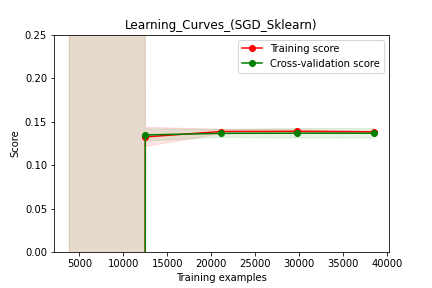 Learning_Curves_(SGD_Sklearn)
0.25
0.20
0.15
0.10
0.05
0.00
Score
Training score
Cross-validation score
5000 10000 15000 20000 25000 30000 35000 40000
Training examples